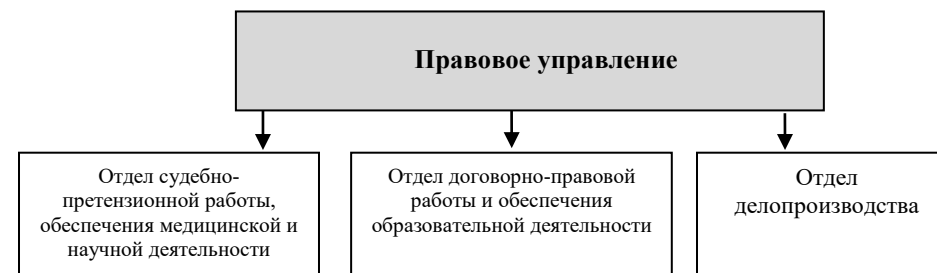 Правовое управление
Отдел судебно-
претензионной работы,
обеспечения медицинской и
научной деятельности
Отдел договорно-правовой
работы и обеспечения
образовательной деятельности
Отдел
делопроизводства